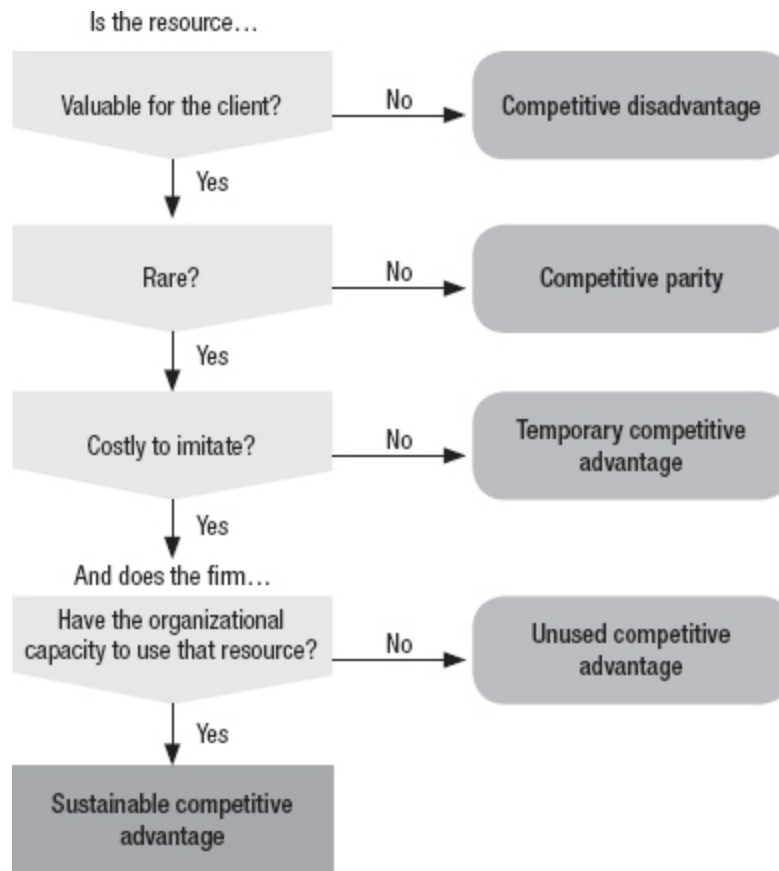 Is the resource…
Valuable for the client?
No
Competitive disadvantage
Yes
Rare?
No
Competitive parity
Yes
Costly to imitate?
No
Temporary competitive
advantage
Yes
And does the firm…
Have the organizational
capacity to use that resource?
No
Unused competitive
advantage
Yes
Sustainable competitive
advantage